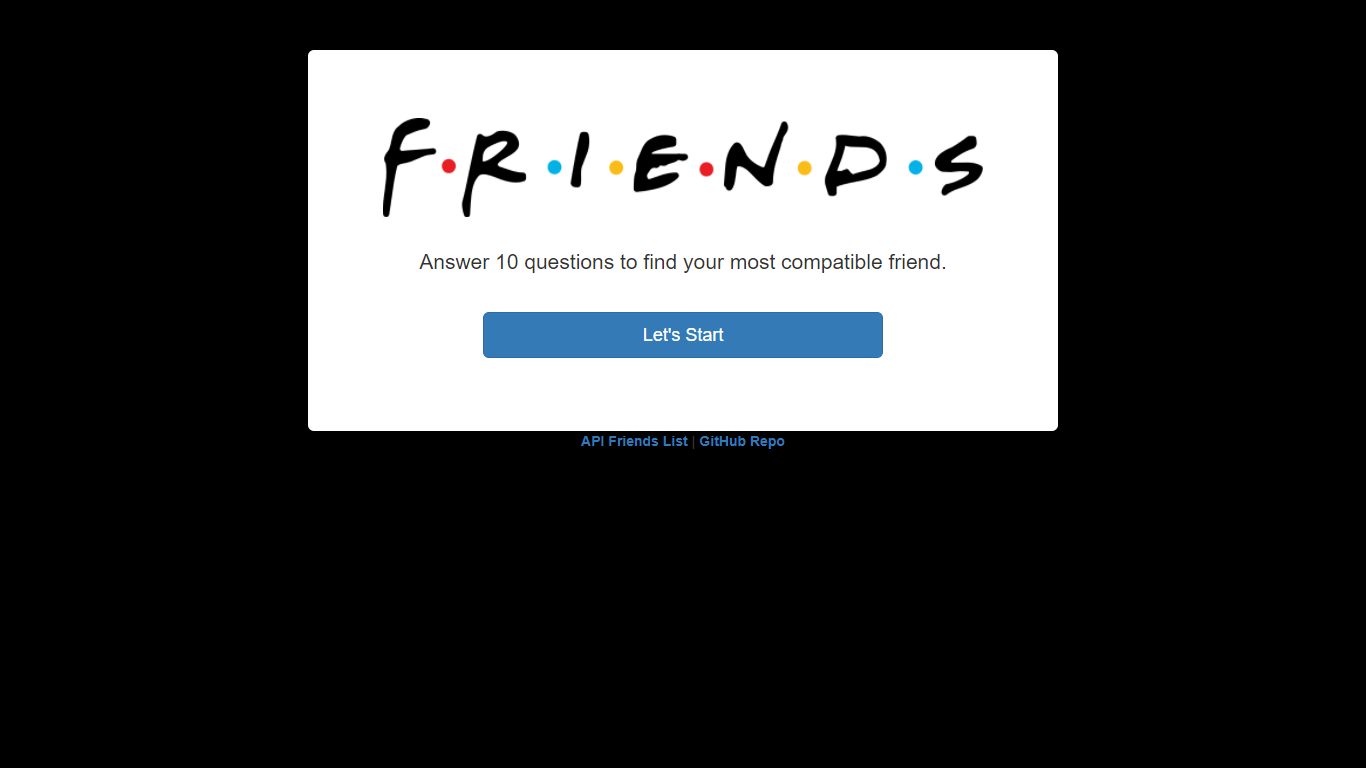 F·R·I·E·N·D·S
Answer 10 questions to find your most compatible friend.
Let's Start
API Friends List | GitHub Repo